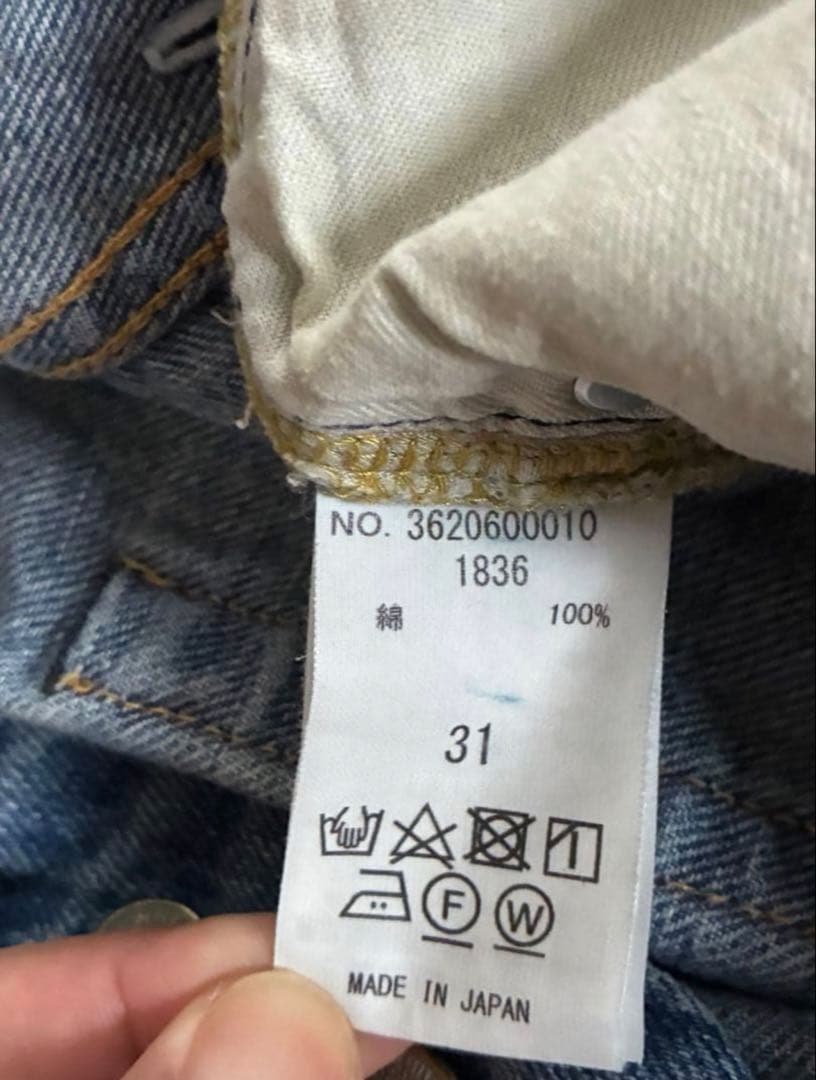 NO. 3620600010
1836
綿 100%
31
F W
MADE IN JAPAN